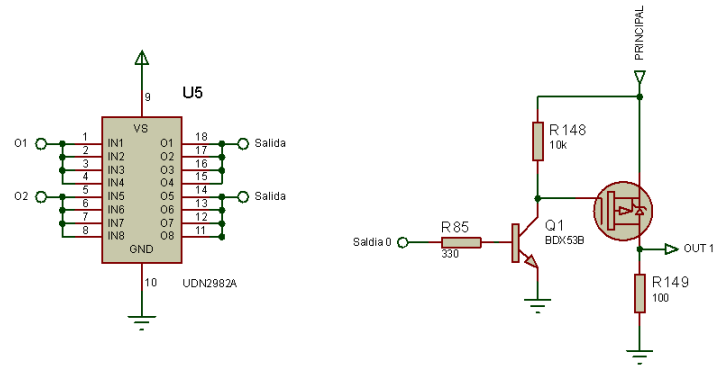 U5
9
VS
O1
1
IN1
O1
18
Salida
2
IN2
O2
17
3
IN3
O3
16
4
IN4
O4
15
O2
5
IN5
O5
14
Salida
6
IN6
O6
13
7
IN7
O7
12
8
IN8
O8
11
GND
10
UDN2982A
PRINCIPAL
R148
10k
Q1
BDX53B
R85
330
Saldia 0
OUT 1
R149
100